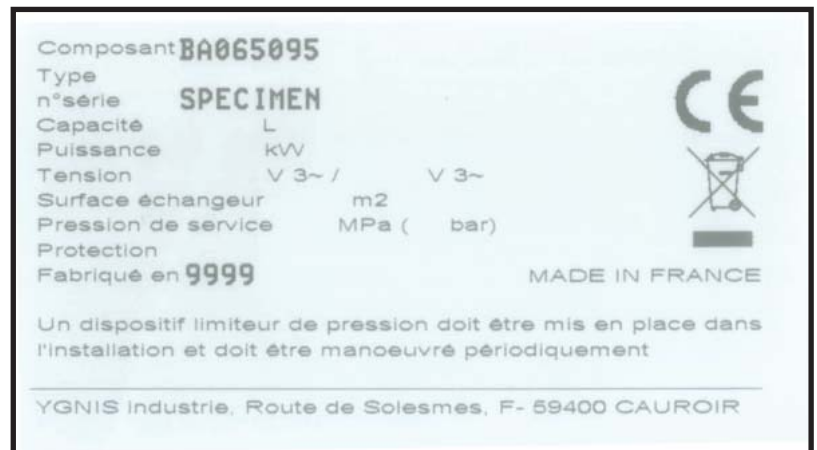 Composant BA065095
Type
n°série SPECIMEN
Capacité L
Puissance kW
Tension V 3~ / V 3~
Surface échangeur m2
Pression de service MPa ( bar)
Protection
Fabriqué en 9999 MADE IN FRANCE
CE
Un dispositif limiteur de pression doit être mis en place dans
l'installation et doit être manoeuvré périodiquement
YGNIS industrie, Route de Solesmes, F- 59400 CAUROIR